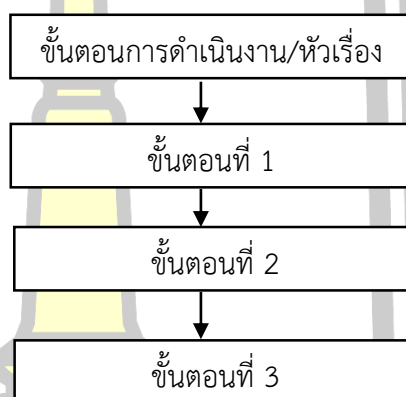 ขั้นตอนการดำเนินงาน/หัวเรื่อง
ขั้นตอนที่ 1
ขั้นตอนที่ 2
ขั้นตอนที่ 3